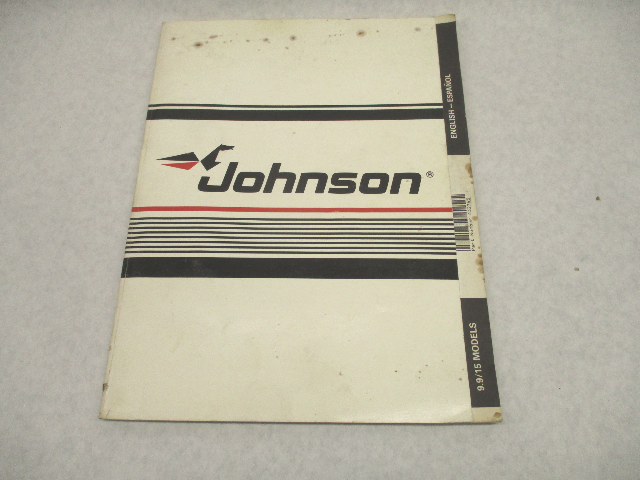 Johnson®
ENGLISH – ESPAÑOL
9.9/15 MODELS